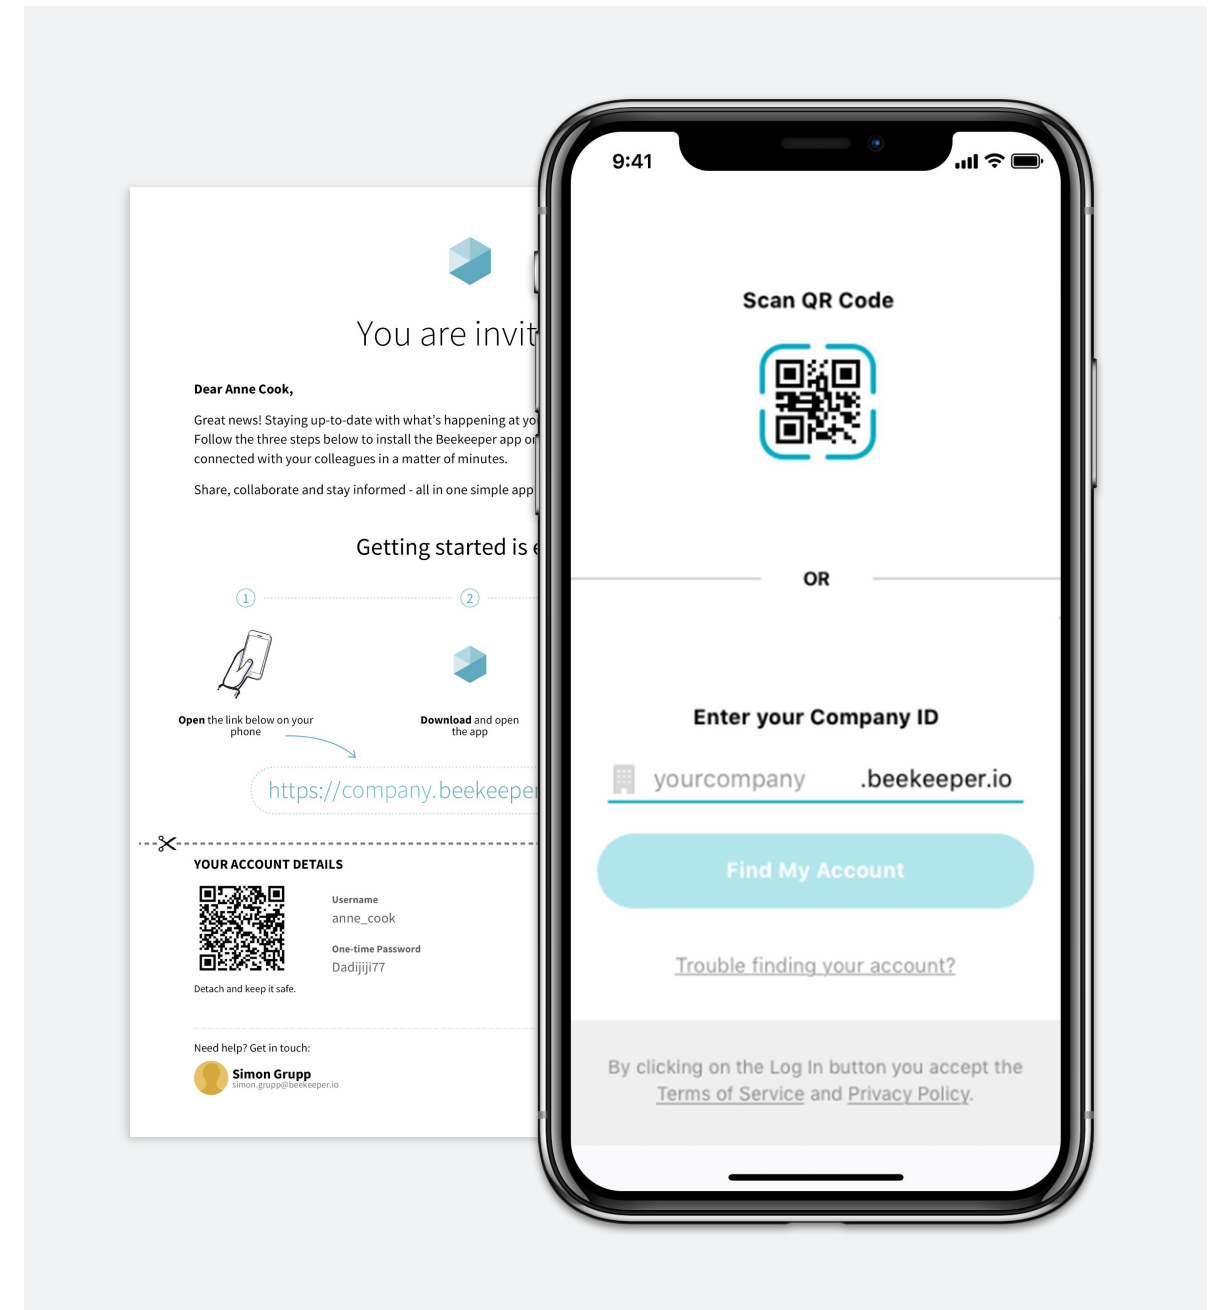 You are invit
Dear Anne Cook,
Great news! Staying up-to-date with what's happening at yo
Follow the three steps below to install the Beekeeper app or
connected with your colleagues in a matter of minutes.
Share, collaborate and stay informed - all in one simple app
Getting started is e
1
2
Open the link below on your
phone
Download and open
the app
https://company.beekeeper
YOUR ACCOUNT DETAILS
Username
anne_cook
One-time Password
Dadijiji77
Detach and keep it safe.
Need help? Get in touch:
Simon Grupp
simon.grupp@beekeeper.io
9:41
Scan QR Code
OR
Enter your Company ID
yourcompany .beekeeper.io
Find My Account
Trouble finding your account?
By clicking on the Log In button you accept the
Terms of Service and Privacy Policy.